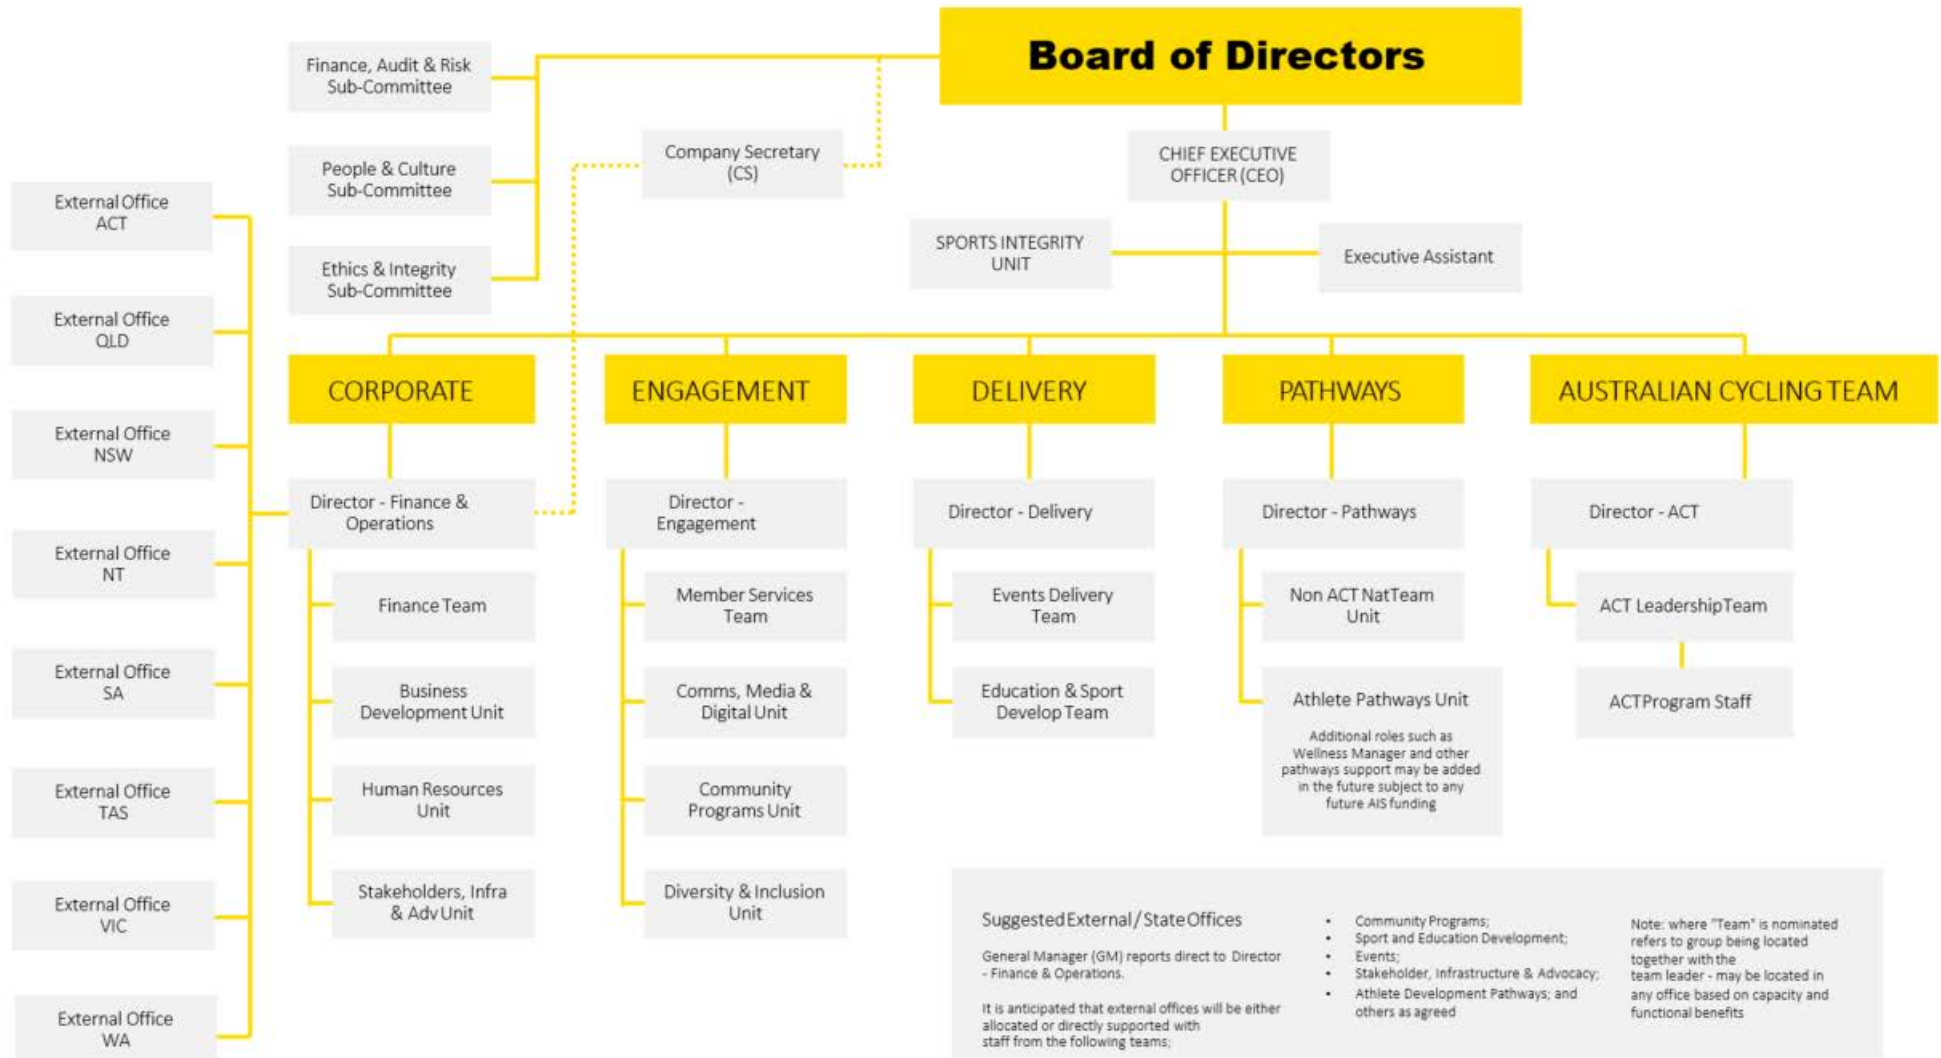 Board of Directors
Finance, Audit & Risk
Sub-Committee
People & Culture
Sub-Committee
Ethics & Integrity
Sub-Committee
Company Secretary
(CS)
CHIEF EXECUTIVE
OFFICER (CEO)
SPORTS INTEGRITY
UNIT
Executive Assistant
External Office
ACT
External Office
QLD
External Office
NSW
External Office
NT
External Office
SA
External Office
TAS
External Office
VIC
External Office
WA
CORPORATE
Director - Finance &
Operations
Finance Team
Business
Development Unit
Human Resources
Unit
Stakeholders, Infra
& Adv Unit
ENGAGEMENT
Director -
Engagement
Member Services
Team
Comms, Media &
Digital Unit
Community
Programs Unit
Diversity & Inclusion
Unit
DELIVERY
Director - Delivery
Events Delivery
Team
Education & Sport
Develop Team
PATHWAYS
Director - Pathways
Non ACT NatTeam
Unit
Athlete Pathways Unit
Additional roles such as
Wellness Manager and other
pathways support may be added
in the future subject to any
future AIS funding
AUSTRALIAN CYCLING TEAM
Director - ACT
ACT LeadershipTeam
ACTProgram Staff
Suggested External / State Offices
General Manager (GM) reports direct to Director
- Finance & Operations.
It is anticipated that external offices will be either
allocated or directly supported with
staff from the following teams;
• Community Programs;
• Sport and Education Development;
• Events;
• Stakeholder, Infrastructure & Advocacy;
• Athlete Development Pathways; and
others as agreed
Note: where "Team" is nominated
refers to group being located
together with the
team leader - may be located in
any office based on capacity and
functional benefits